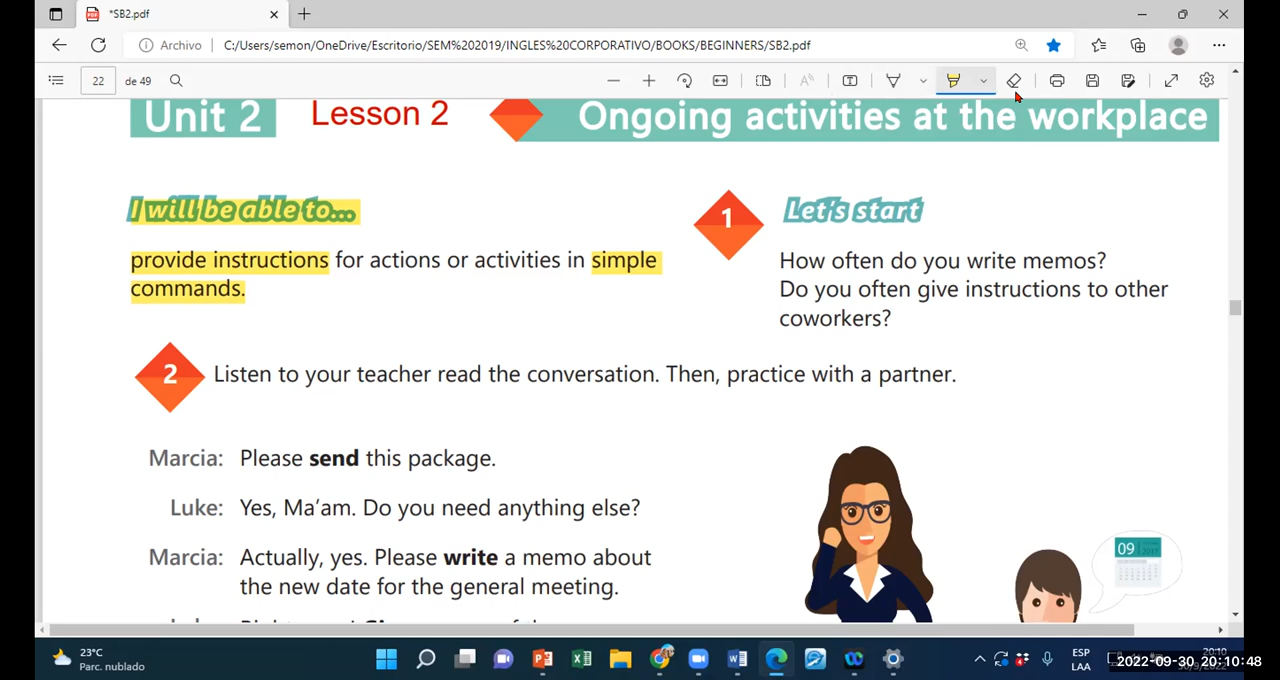 *SB2.pdf
Archivo
C:/Users/semon/OneDrive/Escritorio/SEM%202019/INGLES%20CORPORATIVO/BOOKS/BEGINNERS/SB2.pdf
22
de 49
Unit 2
Lesson 2
Ongoing activities at the workplace
I will be able to...
provide instructions for actions or activities in simple
commands.
1
Let's start
How often do you write memos?
Do you often give instructions to other
coworkers?
2
Listen to your teacher read the conversation. Then, practice with a partner.
Marcia: Please send this package.
Luke: Yes, Ma'am. Do you need anything else?
Marcia: Actually, yes. Please write a memo about
the new date for the general meeting.
09
23°C
Parc. nublado
ESP
LAA
20:10
2022-09-30, 20:10:48